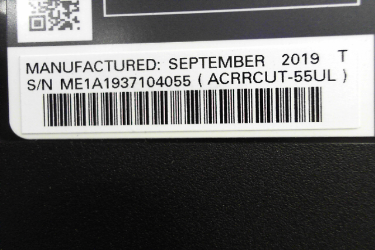 MANUFACTURED: SEPTEMBER 2019 T
S/N ME1A1937104055 ( ACRRCUT-55UL )